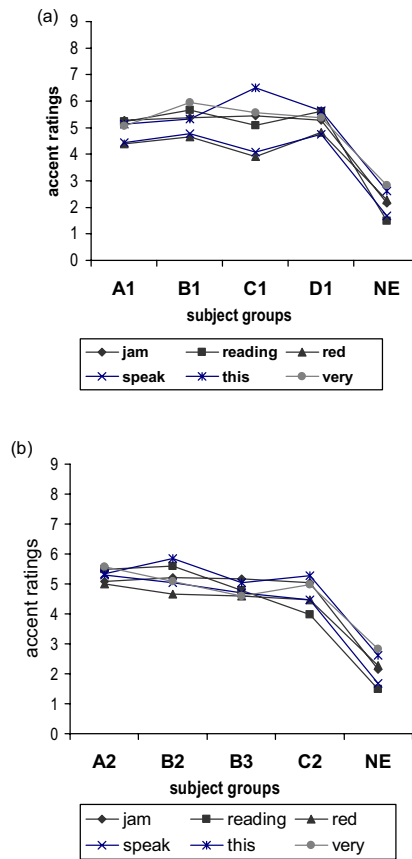 (a)
9
8
7
6
5
4
3
2
1
0
accent ratings
A1 B1 C1 D1 NE
subject groups
jam reading red
speak this very
(b)
9
8
7
6
5
4
3
2
1
0
accent ratings
A2 B2 B3 C2 NE
subject groups
jam reading red
speak this very